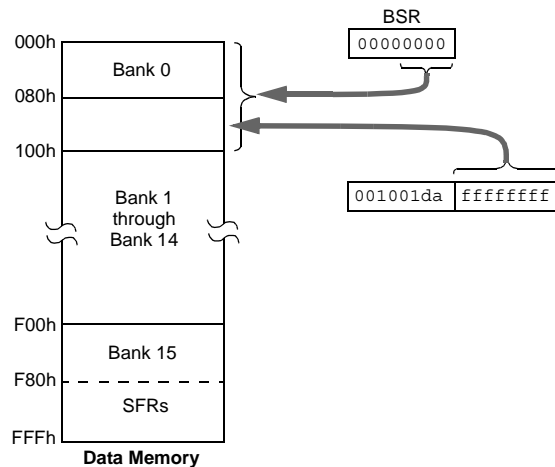 BSR
00000000
000h
Bank 0
080h
100h
001001da ffffffff
Bank 1
through
Bank 14
F00h
Bank 15
F80h
SFRs
FFFh
Data Memory